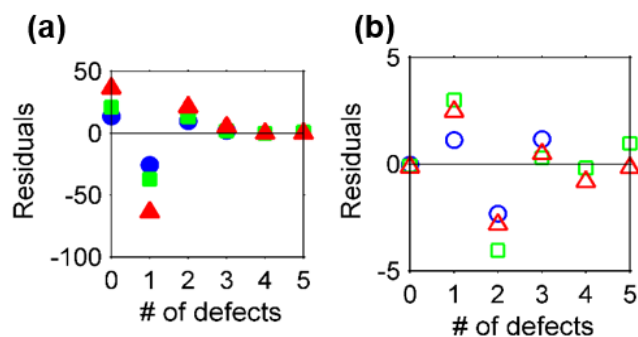 (a)
Residuals
50
0
-50
-100
0 1 2 3 4 5
# of defects
(b)
Residuals
5
0
-5
0 1 2 3 4 5
# of defects